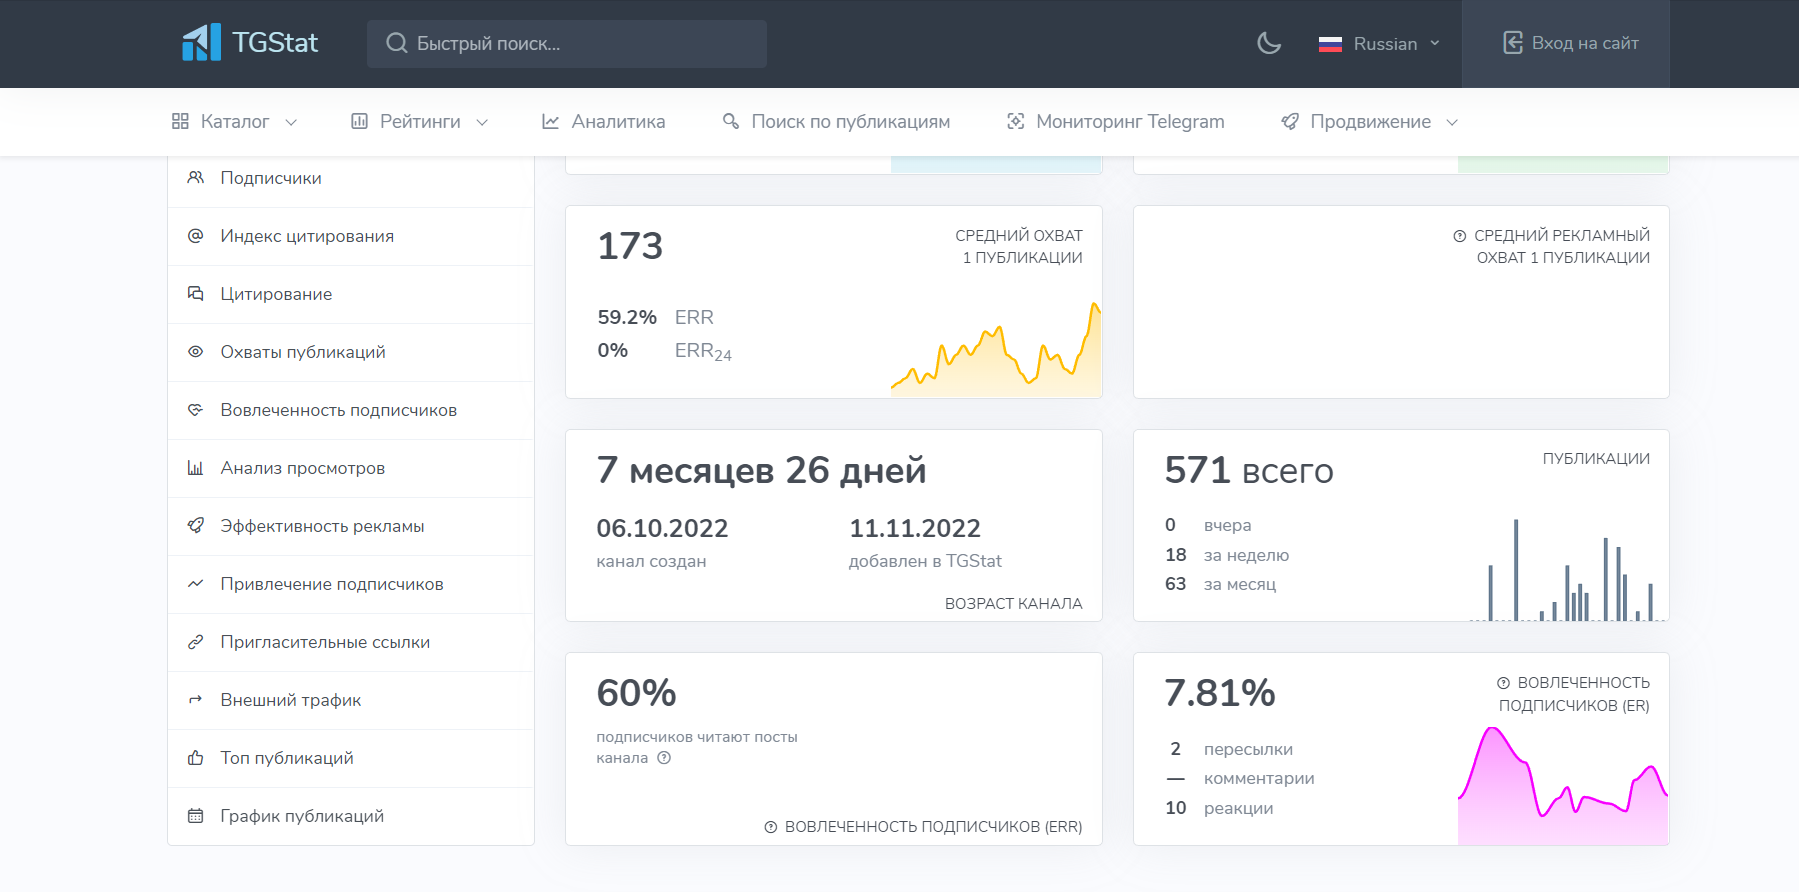 TGStat
Быстрый поиск...
Russian
Вход на сайт
Каталог
Рейтинги
Аналитика
Поиск по публикациям
Мониторинг Telegram
Продвижение
Подписчики
Индекс цитирования
Цитирование
Охваты публикаций
Вовлеченность подписчиков
Анализ просмотров
Эффективность рекламы
Привлечение подписчиков
Пригласительные ссылки
Внешний трафик
Топ публикаций
График публикаций
173
СРЕДНИЙ ОХВАТ
1 ПУБЛИКАЦИИ
59.2% ERR
0% ERR24
СРЕДНИЙ РЕКЛАМНЫЙ
ОХВАТ 1 ПУБЛИКАЦИИ
7 месяцев 26 дней
06.10.2022
канал создан
11.11.2022
добавлен в TGStat
ВОЗРАСТ КАНАЛА
571 всего
ПУБЛИКАЦИИ
0 вчера
18 за неделю
63 за месяц
60%
подписчиков читают посты
канала
ВОВЛЕЧЕННОСТЬ ПОДПИСЧИКОВ (ERR)
7.81%
ВОВЛЕЧЕННОСТЬ
ПОДПИСЧИКОВ (ER)
2 пересылки
— комментарии
10 реакции